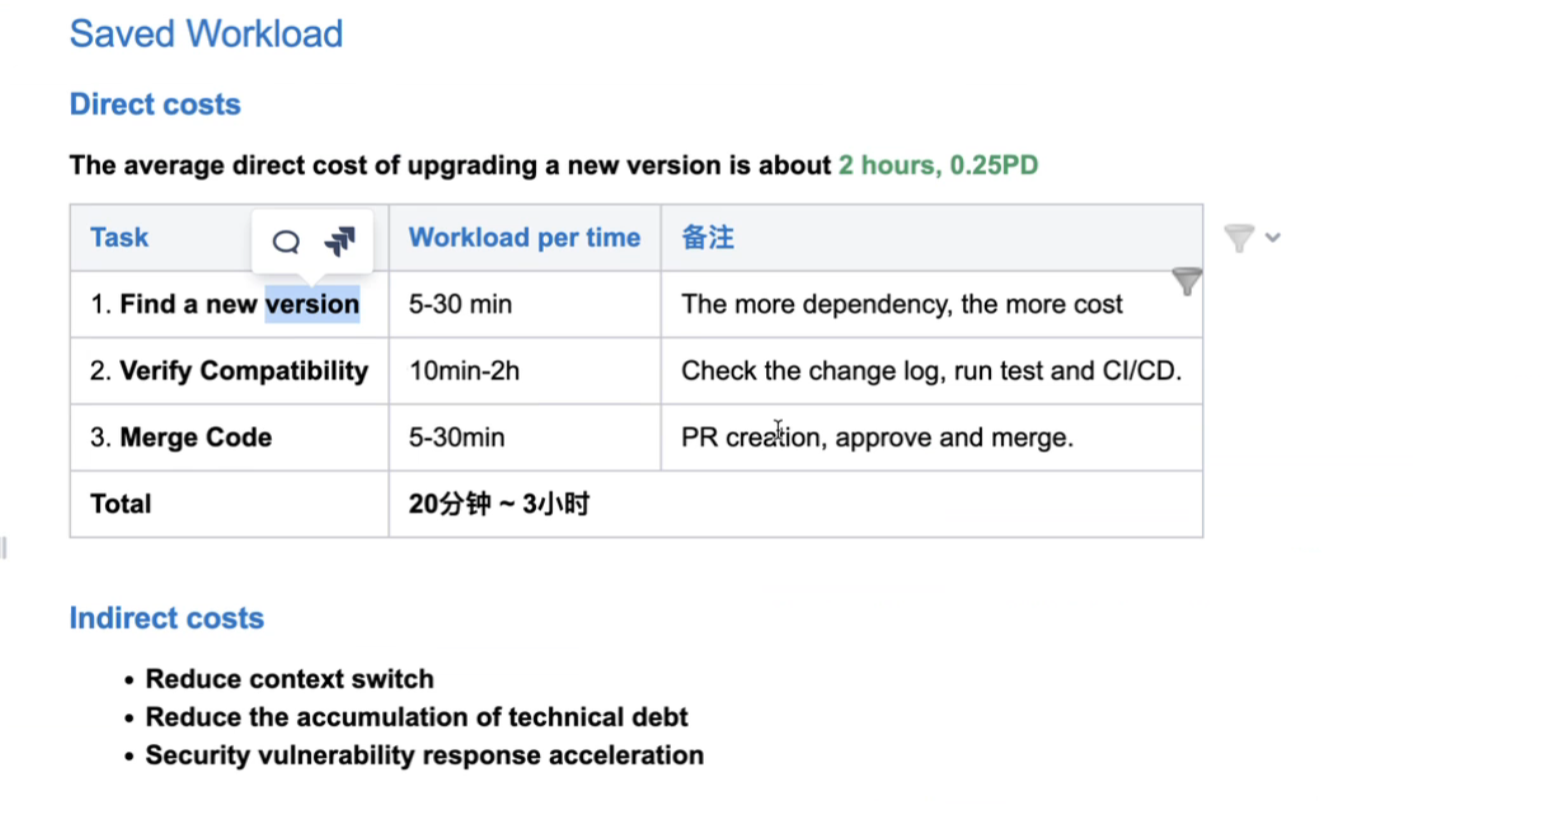 Saved Workload
Direct costs
The average direct cost of upgrading a new version is about 2 hours, 0.25PD
Task Workload per time 备注
1. Find a new version 5-30 min The more dependency, the more cost
2. Verify Compatibility 10min-2h Check the change log, run test and CI/CD.
3. Merge Code 5-30min PR creation, approve and merge.
Total 20分钟 ~ 3小时
Indirect costs
• Reduce context switch
• Reduce the accumulation of technical debt
• Security vulnerability response acceleration